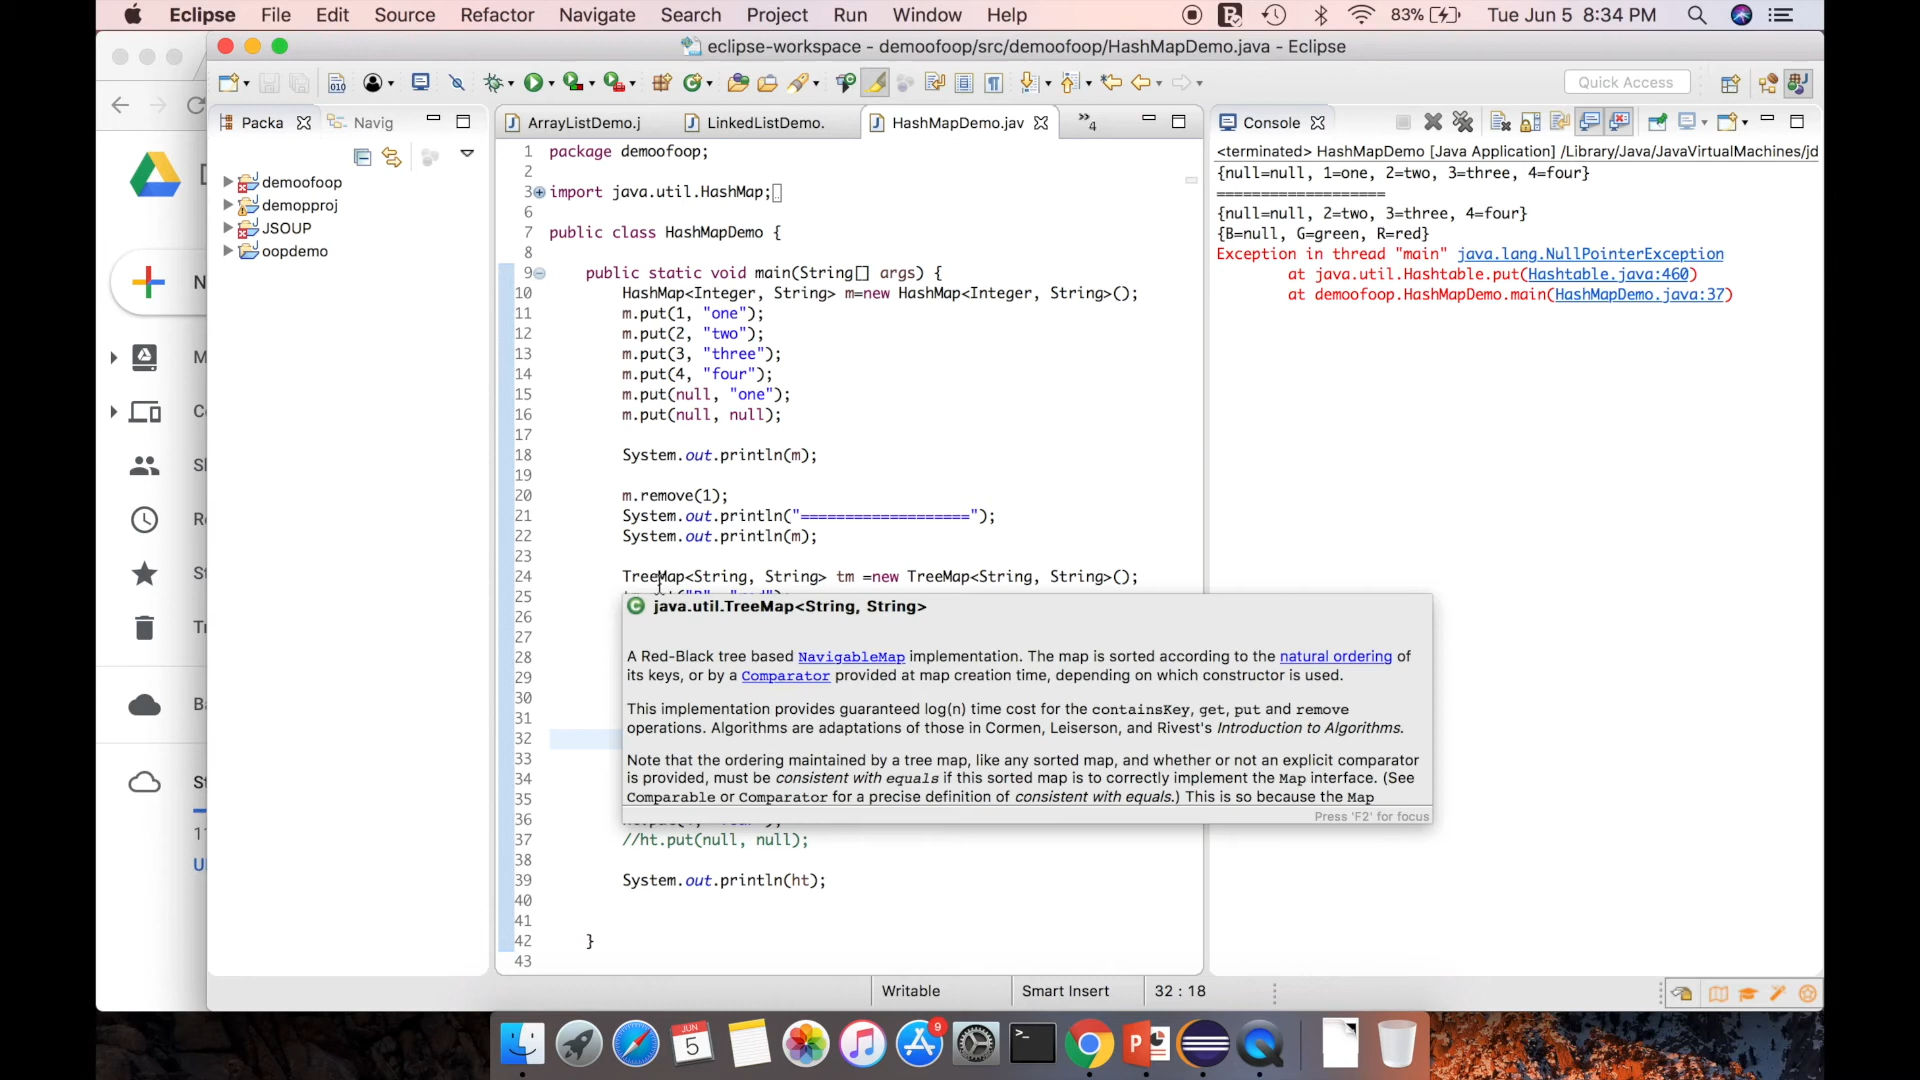 Eclipse File Edit Source Refactor Navigate Search Project Run Window Help 83% Tue Jun 5 8:34 PM
eclipse-workspace - demoofoop/src/demoofoop/HashMapDemo.java - Eclipse
Quick Access
Packa Navig
demoofoop
demopproj
JSOUP
oopdemo
ArrayListDemo.j LinkedListDemo. HashMapDemo.jav 4
1 package demoofoop;
2
3 import java.util.HashMap;
6
7 public class HashMapDemo {
8
9 public static void main(String[] args) {
10 HashMap<Integer, String> m=new HashMap<Integer, String>();
11 m.put(1, "one");
12 m.put(2, "two");
13 m.put(3, "three");
14 m.put(4, "four");
15 m.put(null, "one");
16 m.put(null, null);
17
18 System.out.println(m);
19
20 m.remove(1);
21 System.out.println("===================");
22 System.out.println(m);
23
24 TreeMap<String, String> tm =new TreeMap<String, String>();
25
26
27
28
29
30
31
32
33
34
35
36
37 //ht.put(null, null);
38
39 System.out.println(ht);
40
41
42 }
43
java.util.TreeMap<String, String>
A Red-Black tree based NavigableMap implementation. The map is sorted according to the natural ordering of
its keys, or by a Comparator provided at map creation time, depending on which constructor is used.
This implementation provides guaranteed log(n) time cost for the containsKey, get, put and remove
operations. Algorithms are adaptations of those in Cormen, Leiserson, and Rivest's Introduction to Algorithms.
Note that the ordering maintained by a tree map, like any sorted map, and whether or not an explicit comparator
is provided, must be consistent with equals if this sorted map is to correctly implement the Map interface. (See
Comparable or Comparator for a precise definition of consistent with equals.) This is so because the Map
Press 'F2' for focus
Console
<terminated> HashMapDemo [Java Application] /Library/Java/JavaVirtualMachines/jd
{null=null, 1=one, 2=two, 3=three, 4=four}
===================
{null=null, 2=two, 3=three, 4=four}
{B=null, G=green, R=red}
Exception in thread "main" java.lang.NullPointerException
at java.util.Hashtable.put(Hashtable.java:460)
at demoofoop.HashMapDemo.main(HashMapDemo.java:37)
Writable Smart Insert 32 : 18
JUN
5
9